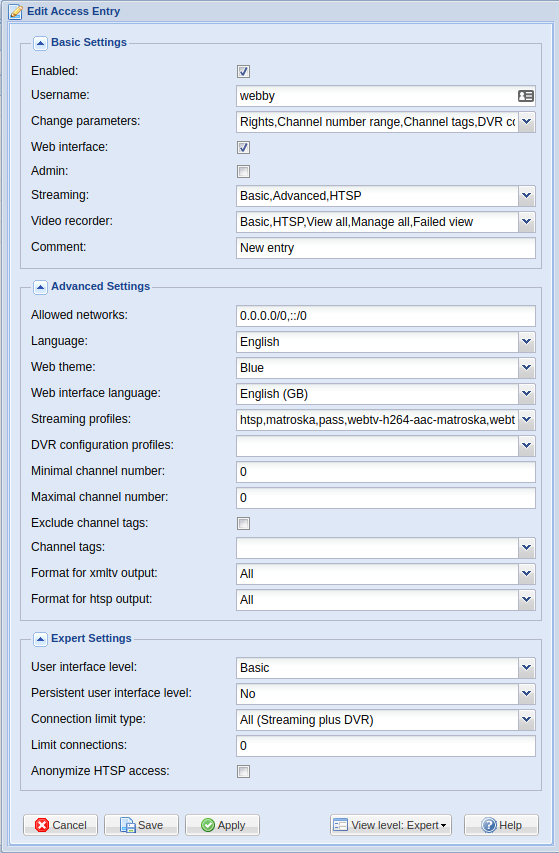 Edit Access Entry
Basic Settings
Enabled:
Username: webby
Change parameters: Rights,Channel number range,Channel tags,DVR
Web interface:
Admin:
Streaming: Basic,Advanced,HTSP
Video recorder: Basic,HTSP,View all,Manage all,Failed view
Comment: New entry
Advanced Settings
Allowed networks: 0.0.0.0/0,::/0
Language: English
Web theme: Blue
Web interface language: English (GB)
Streaming profiles: htsp,matroska,pass,webtv-h264-aac-matroska,webt
DVR configuration profiles:
Minimal channel number: 0
Maximal channel number: 0
Exclude channel tags:
Channel tags:
Format for xmltv output: All
Format for htsp output: All
Expert Settings
User interface level: Basic
Persistent user interface level: No
Connection limit type: All (Streaming plus DVR)
Limit connections: 0
Anonymize HTSP access:
Cancel Save Apply View level: Expert Help